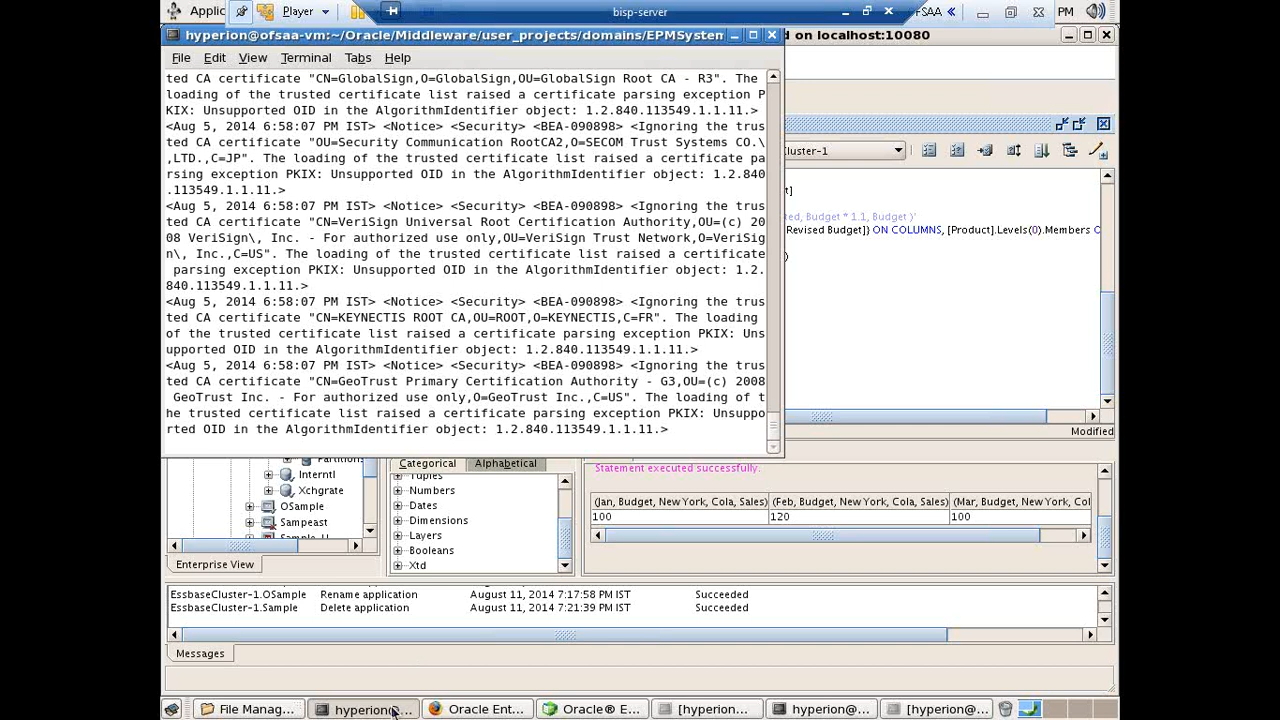 Applic
Player
bisp-server
FSAA
PM
hyperion@ofsaa-vm:~/Oracle/Middleware/user_projects/domains/EPMSystem
d on localhost:10080
File Edit View Terminal Tabs Help
ted CA certificate "CN=GlobalSign,O=GlobalSign,OU=GlobalSign Root CA - R3". The
loading of the trusted certificate list raised a certificate parsing exception P
KIX: Unsupported OID in the AlgorithmIdentifier object: 1.2.840.113549.1.1.11.>
<Aug 5, 2014 6:58:07 PM IST> <Notice> <Security> <BEA-090898> <Ignoring the trus
ted CA certificate "OU=Security Communication RootCA2,O=SECOM Trust Systems CO.\
,LTD.,C=JP". The loading of the trusted certificate list raised a certificate pa
rsing exception PKIX: Unsupported OID in the AlgorithmIdentifier object: 1.2.840
.113549.1.1.11.>
<Aug 5, 2014 6:58:07 PM IST> <Notice> <Security> <BEA-090898> <Ignoring the trus
ted CA certificate "CN=VeriSign Universal Root Certification Authority,OU=(c) 20
08 VeriSign\, Inc. - For authorized use only,OU=VeriSign Trust Network,O=VeriSig
n\, Inc.,C=US". The loading of the trusted certificate list raised a certificate
parsing exception PKIX: Unsupported OID in the AlgorithmIdentifier object: 1.2.
840.113549.1.1.11.>
<Aug 5, 2014 6:58:07 PM IST> <Notice> <Security> <BEA-090898> <Ignoring the trus
ted CA certificate "CN=KEYNECTIS ROOT CA,OU=ROOT,O=KEYNECTIS,C=FR". The loading
of the trusted certificate list raised a certificate parsing exception PKIX: Uns
upported OID in the AlgorithmIdentifier object: 1.2.840.113549.1.1.11.>
<Aug 5, 2014 6:58:07 PM IST> <Notice> <Security> <BEA-090898> <Ignoring the trus
ted CA certificate "CN=GeoTrust Primary Certification Authority - G3,OU=(c) 2008
GeoTrust Inc. - For authorized use only,O=GeoTrust Inc.,C=US". The loading of t
he trusted certificate list raised a certificate parsing exception PKIX: Unsuppo
rted OID in the AlgorithmIdentifier object: 1.2.840.113549.1.1.11.>
Cluster-1
t]
ted, Budget * 1.1, Budget )'
Revised Budget]} ON COLUMNS, [Product].Levels(0).Members O
)
Modified
Partitions
Interntl
Xchgrate
OSample
Sampeast
Sample_U
Enterprise View
Categorical Alphabetical
Tuples
Numbers
Dates
Dimensions
Layers
Booleans
Xtd
Statement executed successfully.
(Jan, Budget, New York, Cola, Sales) (Feb, Budget, New York, Cola, Sales) (Mar, Budget, New York, Col
100 120 100
EssbaseCluster-1.OSample Rename application August 11, 2014 7:17:58 PM IST Succeeded
EssbaseCluster-1.Sample Delete application August 11, 2014 7:21:39 PM IST Succeeded
Messages
File Manag... hyperion@... Oracle Ent... Oracle® E... [hyperion... hyperion@... [hyperion@...